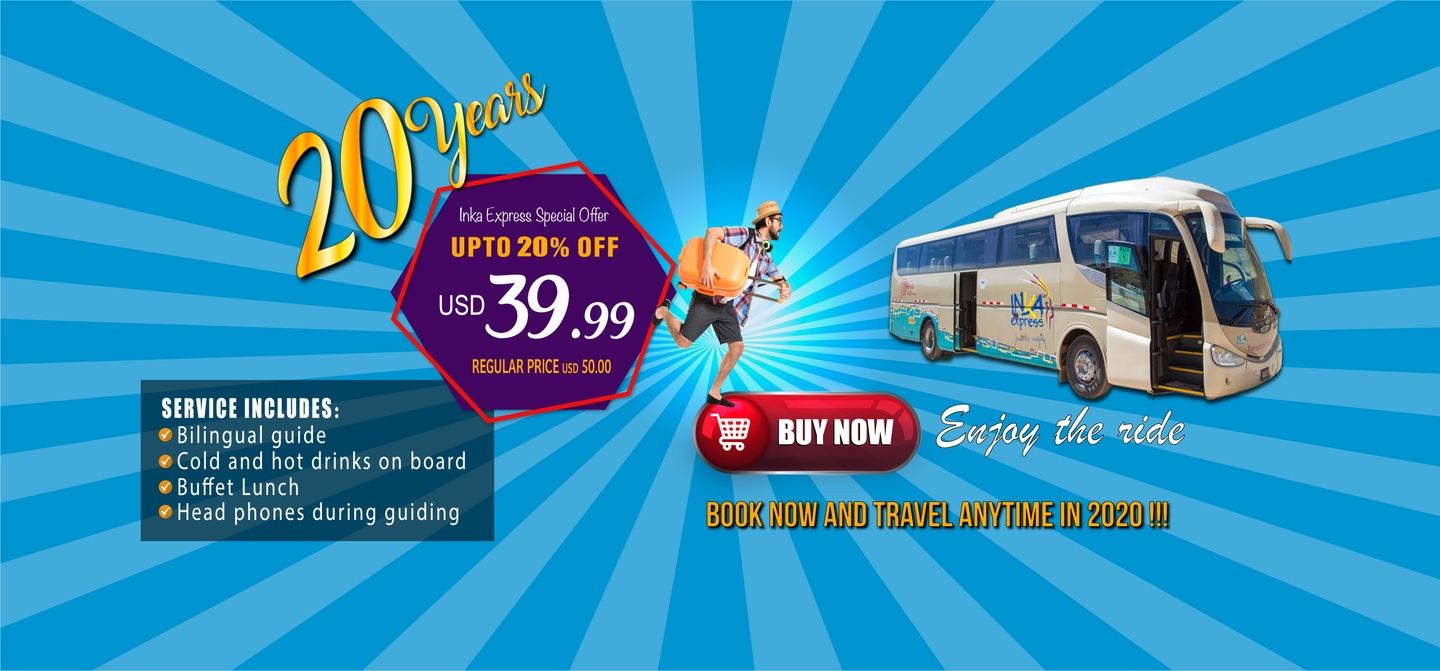 20 Years
Inka Express Special Offer
UPTO 20% OFF
USD 39.99
REGULAR PRICE USD 50.00
SERVICE INCLUDES:
Bilingual guide
Cold and hot drinks on board
Buffet Lunch
Head phones during guiding
INKA
express
BUY NOW
Enjoy the ride
BOOK NOW AND TRAVEL ANYTIME IN 2020 !!!